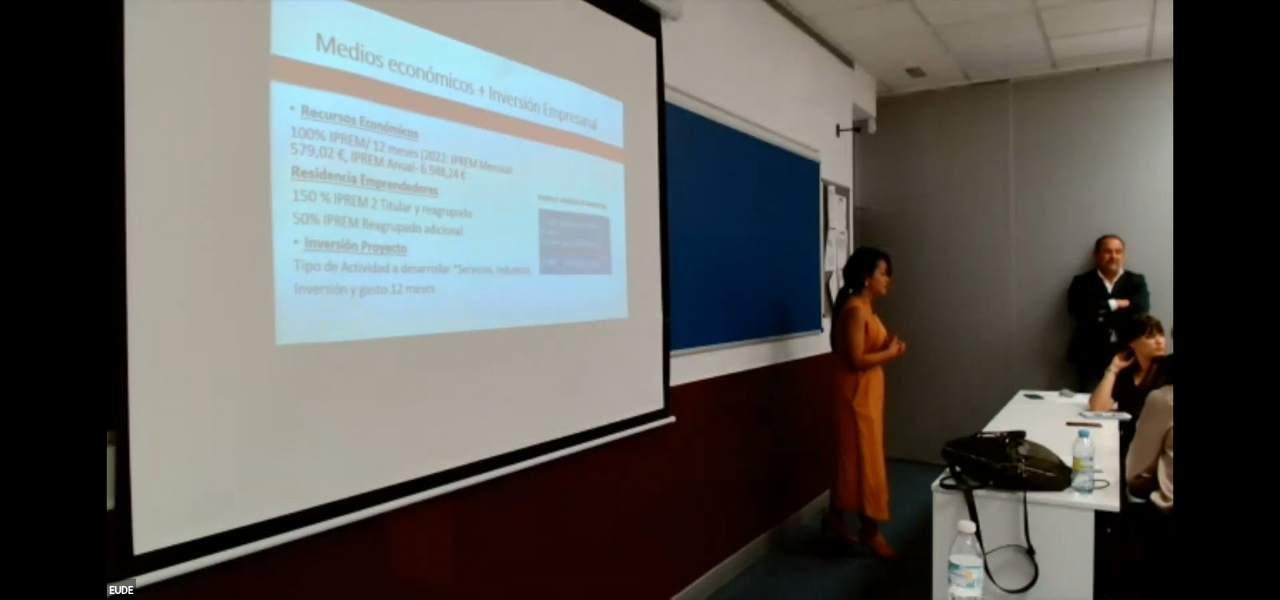 Medios económicos + Inversión Empresarial
• Recursos Económicos
100% IPREM/ 12 meses (2022: IPREM Mensual
579,02 €, IPREM Anual- 6.948,24 €
Residencia Emprendedores
150 % IPREM 2 Titular y reagrupado
50% IPREM Reagrupado adicional
• Inversión Proyecto
Tipo de Actividad a desarrollar *Servicios, Industria,
Inversión y gasto 12 meses
EUDE